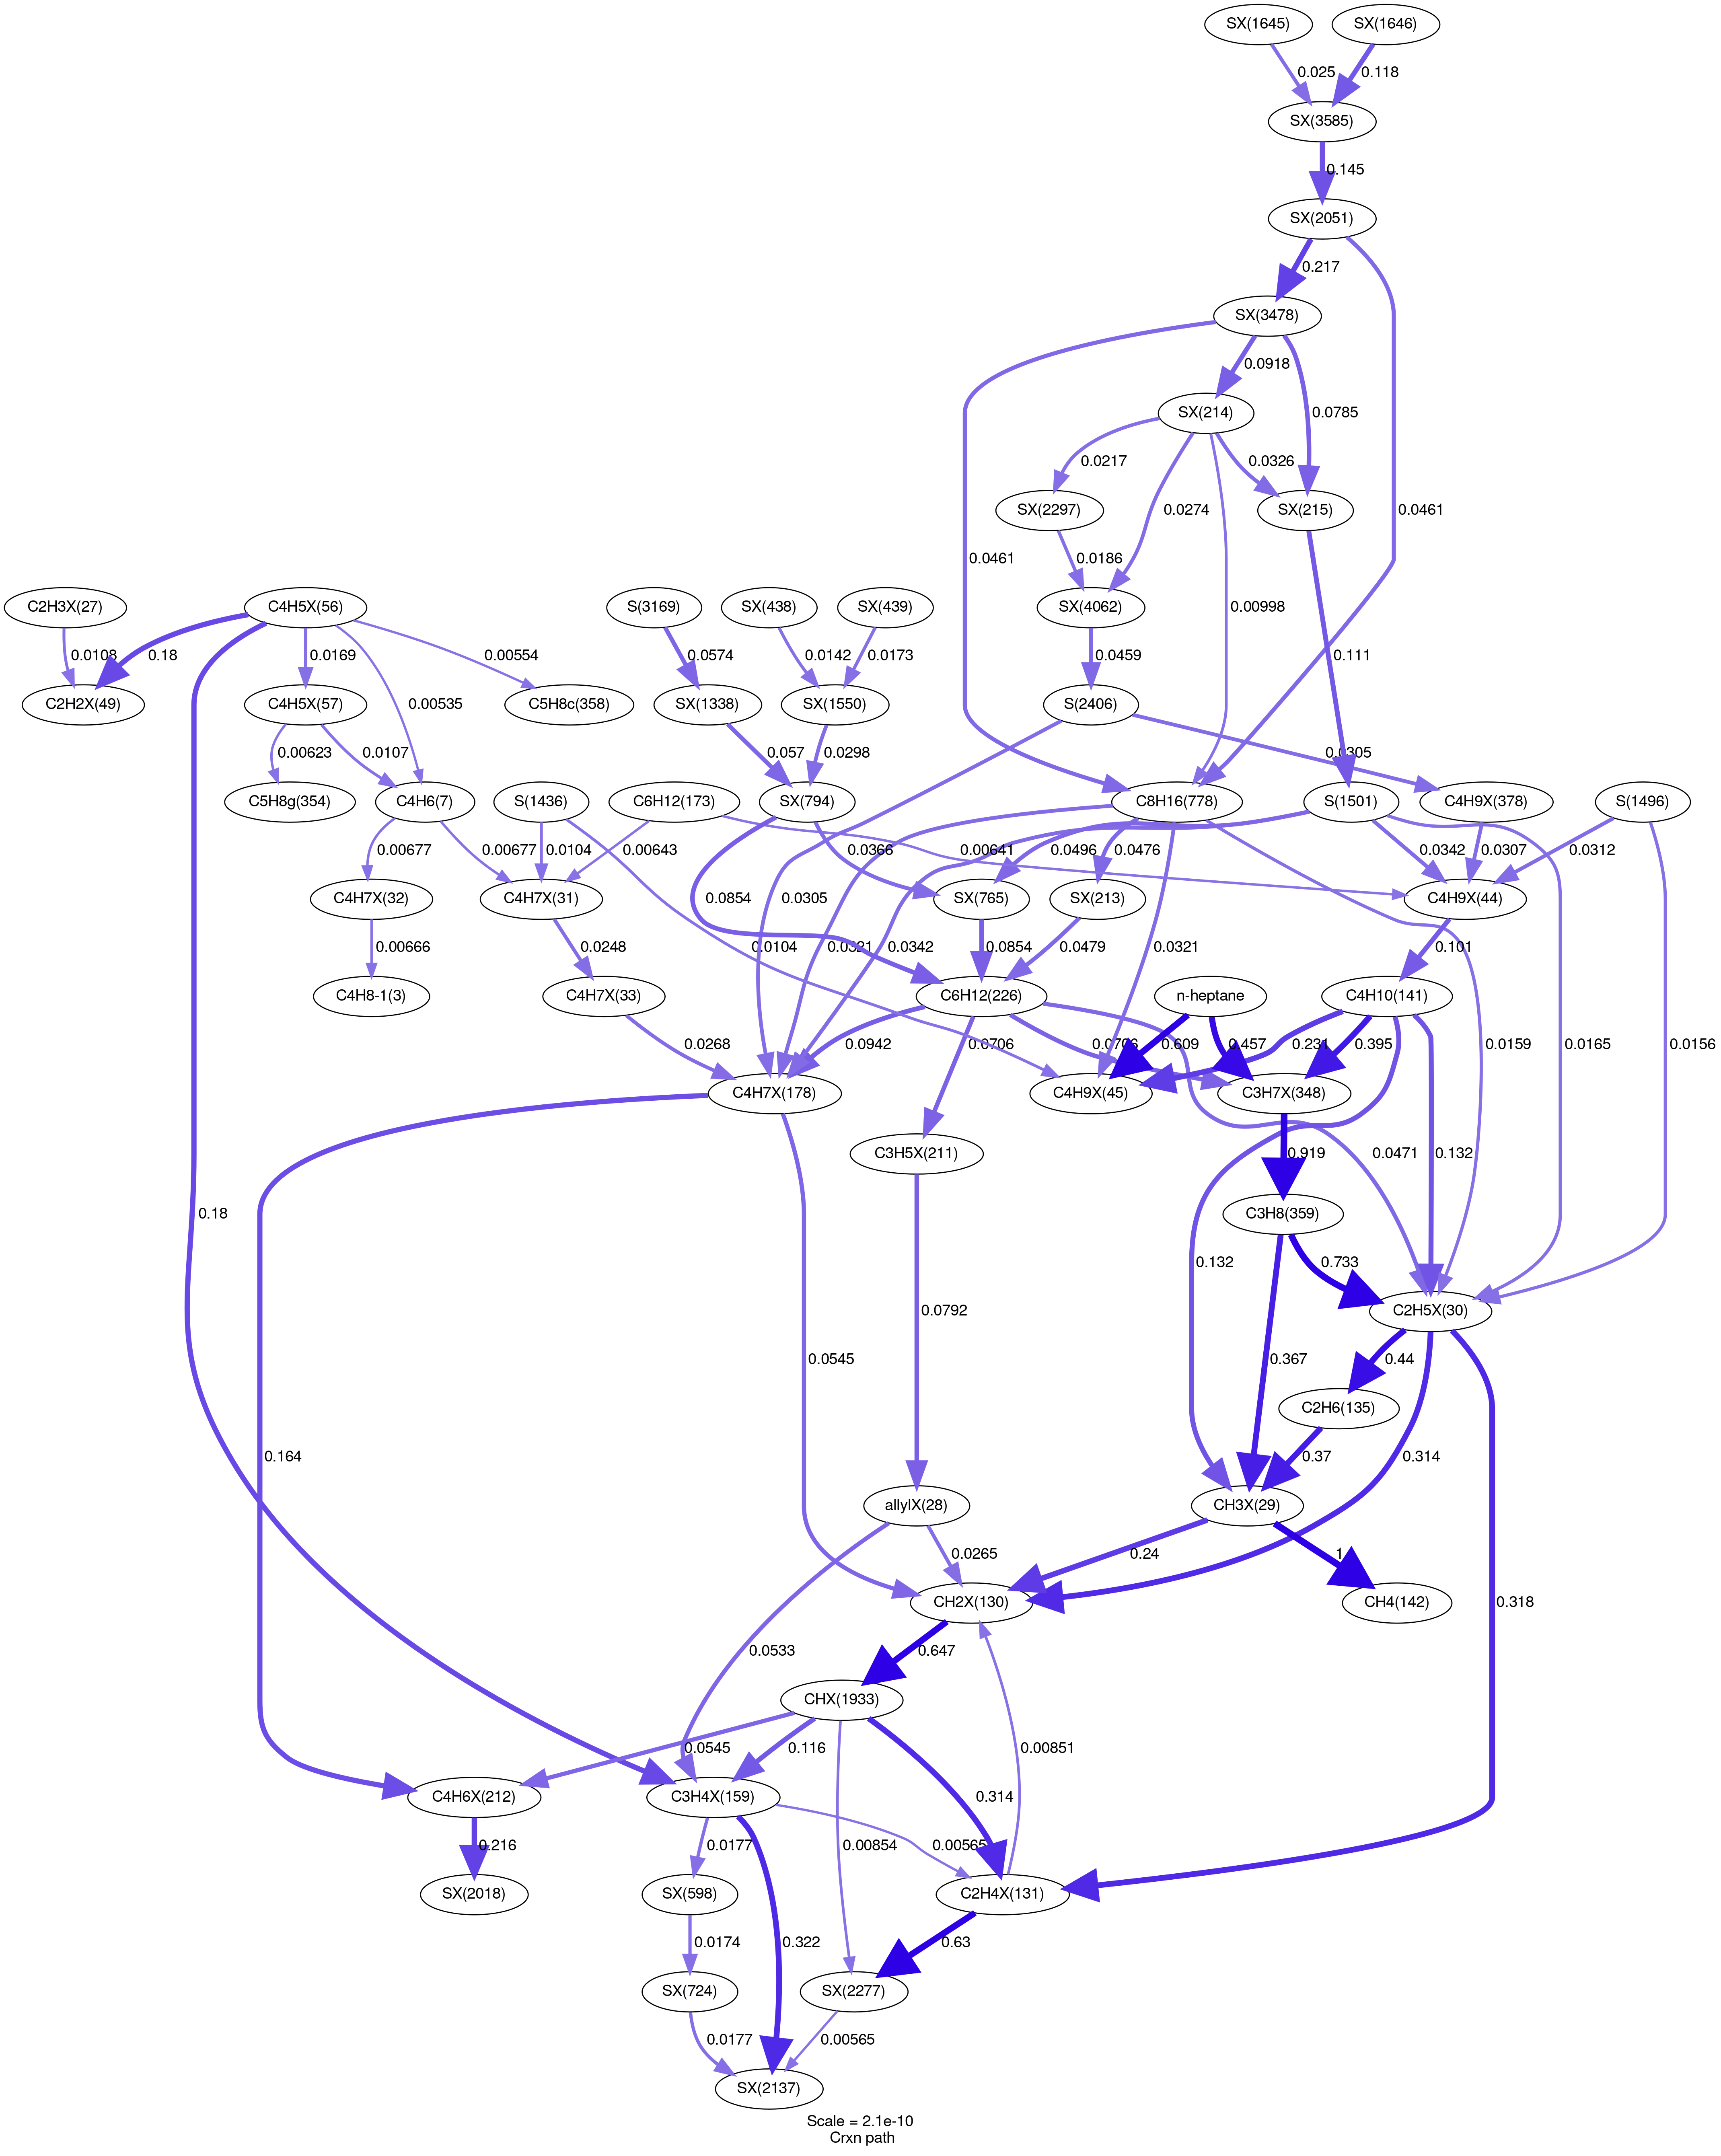 SX(1645)
SX(1646)
0.025
0.118
SX(3585)
0.145
SX(2051)
0.217
SX(3478)
0.0918
0.0785
SX(214)
0.0217
0.0326
SX(2297)
0.0274
SX(215)
0.0461
0.0461
0.0186
C2H3X(27)
C4H5X(56)
S(3169)
SX(438)
SX(439)
SX(4062)
0.00998
0.0108
0.18
0.0169
0.00554
0.0574
0.0142
0.0173
0.0459
0.111
C2H2X(49)
C4H5X(57)
0.00535
C5H8c(358)
SX(1338)
SX(1550)
S(2406)
0.00623
0.0107
0.057
0.0298
0.0305
C5H8g(354)
C4H6(7)
S(1436)
C6H12(173)
SX(794)
C8H16(778)
S(1501)
C4H9X(378)
S(1496)
0.00677
0.00677
0.0104
0.00643
0.0366
0.00641
0.0496
0.0476
0.0342
0.0307
0.0312
C4H7X(32)
C4H7X(31)
0.0854
0.0305
SX(765)
SX(213)
C4H9X(44)
0.00666
0.0248
0.0104
0.0321
0.0342
0.0854
0.0479
0.0321
0.101
C4H8-1(3)
C4H7X(33)
C6H12(226)
n-heptane
C4H10(141)
0.0159
0.0165
0.0156
0.0268
0.0942
0.0706
0.0706
0.609
0.457
0.231
0.395
C4H7X(178)
C4H9X(45)
C3H7X(348)
C3H5X(211)
0.919
0.0471
0.132
0.18
C3H8(359)
0.132
0.733
0.0792
C2H5X(30)
0.0545
0.367
0.44
C2H6(135)
0.164
0.37
0.314
allylX(28)
CH3X(29)
0.0265
0.24
1
CH2X(130)
CH4(142)
0.318
0.0533
0.647
CHX(1933)
0.0545
0.116
0.00851
C4H6X(212)
C3H4X(159)
0.314
0.216
0.0177
0.00854
0.00565
SX(2018)
SX(598)
C2H4X(131)
0.0174
0.322
0.63
SX(724)
SX(2277)
0.0177
0.00565
SX(2137)
Scale = 2.1e-10
Crxn path